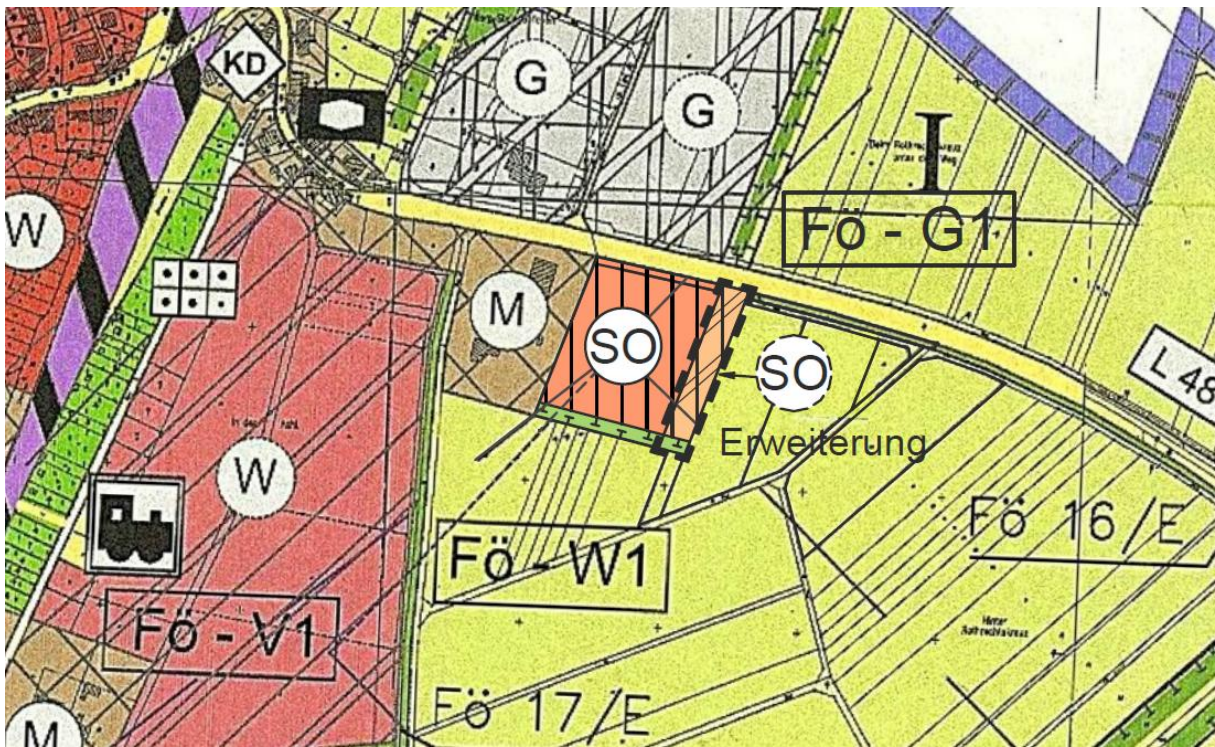 KD
G
G
I
Fö - G1
W
M
SO
SO
L 48
Erweiterung
W
Fö - W1
Fö 16/E
Fö - V1
Fö 17/E
M